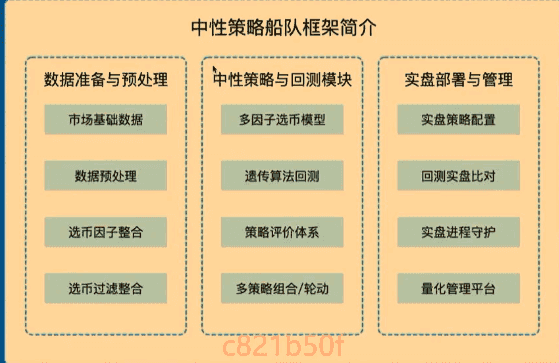 中性策略船队框架简介
数据准备与预处理
市场基础数据
数据预处理
选币因子整合
选币过滤整合
中性策略与回测模块
多因子选币模型
遗传算法回测
策略评价体系
多策略组合/轮动
实盘部署与管理
实盘策略配置
回测实盘比对
实盘进程守护
量化管理平台
c821b50f